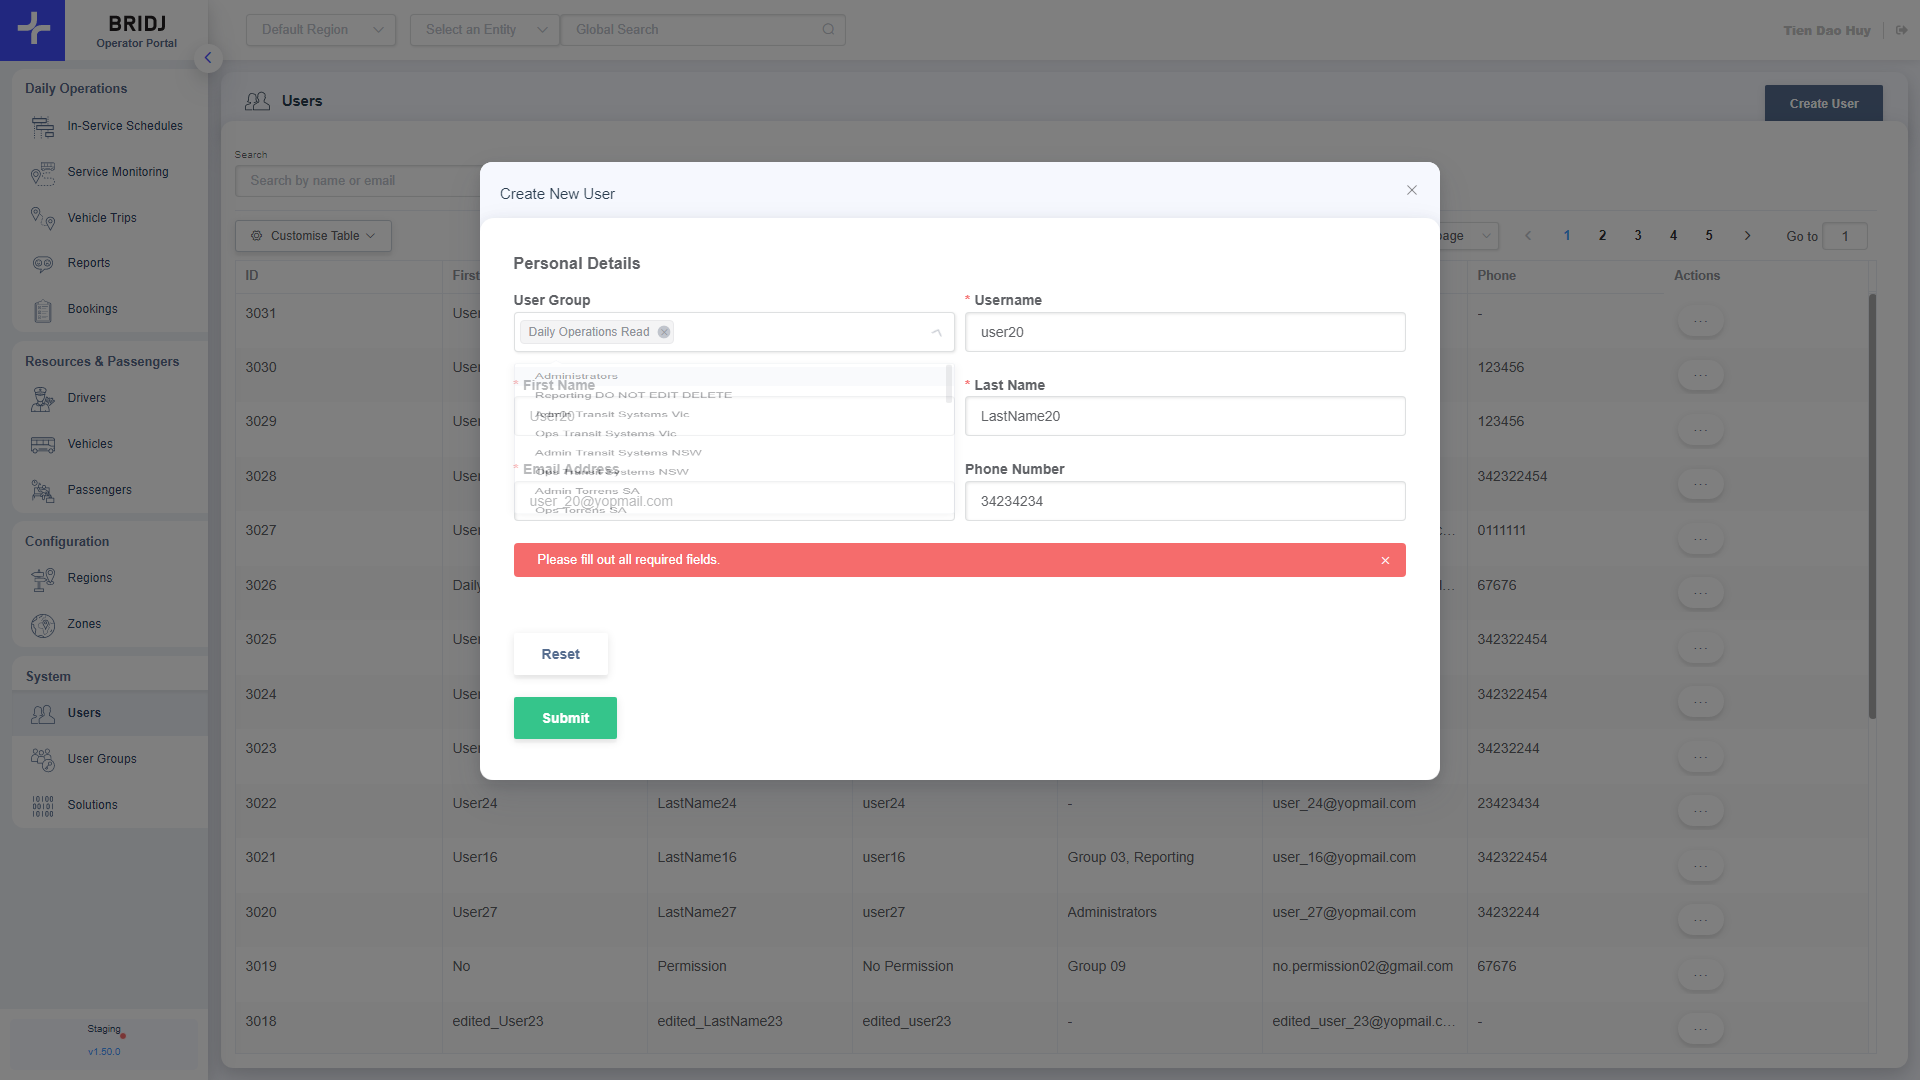 BRIDJ
Operator Portal
Default Region
Select an Entity
Global Search
Tien Dao Huy
Daily Operations
In-Service Schedules
Service Monitoring
Vehicle Trips
Reports
Bookings
Resources & Passengers
Drivers
Vehicles
Passengers
Configuration
Regions
Zones
System
Users
User Groups
Solutions
Staging
v1.50.0
Users
Create User
Search
Search by name or email
Customise Table
page
1 2 3 4 5
Go to 1
ID First Phone Actions
3031 User - ...
3030 User 123456 ...
3029 User 123456 ...
3028 User 342322454 ...
3027 User c... 0111111 ...
3026 Daily ... 67676 ...
3025 User 342322454 ...
3024 User 342322454 ...
3023 User 34232244 ...
3022 User24 LastName24 user24 - user_24@yopmail.com 23423434 ...
3021 User16 LastName16 user16 Group 03, Reporting user_16@yopmail.com 342322454 ...
3020 User27 LastName27 user27 Administrators user_27@yopmail.com 34232244 ...
3019 No Permission No Permission Group 09 no.permission02@gmail.com 67676 ...
3018 edited_User23 edited_LastName23 edited_user23 - edited_user_23@yopmail.c... - ...
Create New User
Personal Details
User Group
Daily Operations Read
* Username
user20
* First Name
User20
* Last Name
LastName20
* Email Address
user_20@yopmail.com
Phone Number
34234234
Administrators
Reporting DO NOT EDIT DELETE
Admin Transit Systems Vic
Ops Transit Systems Vic
Admin Transit Systems NSW
Ops Transit Systems NSW
Admin Torrens SA
Ops Torrens SA
Please fill out all required fields.
Reset
Submit